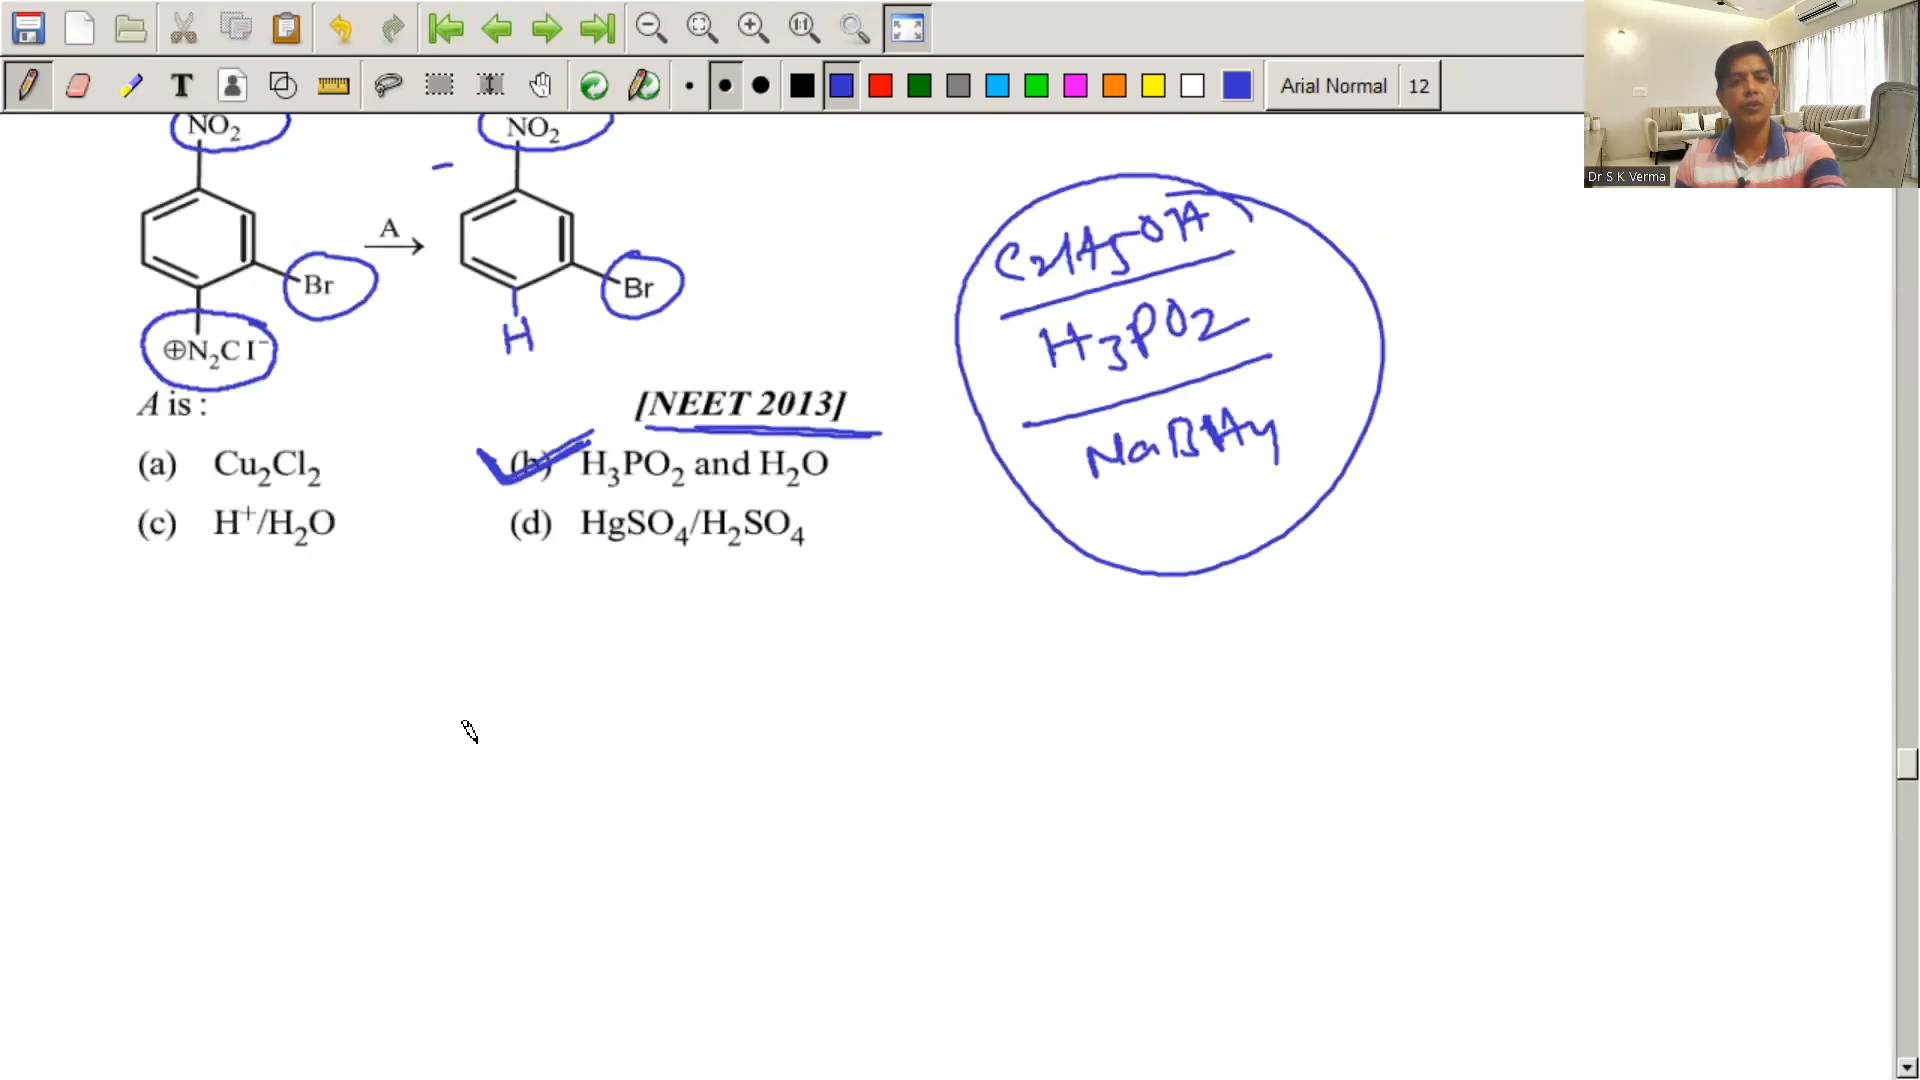 T
Arial Normal 12
Dr S K Verma
NO2 NO2
A
Br Br
⊕N2Cl− H
A is : [NEET 2013]
(a) Cu2Cl2 (b) H3PO2 and H2O
(c) H+/H2O (d) HgSO4/H2SO4
C2H5OH
H3PO2
NaBH4